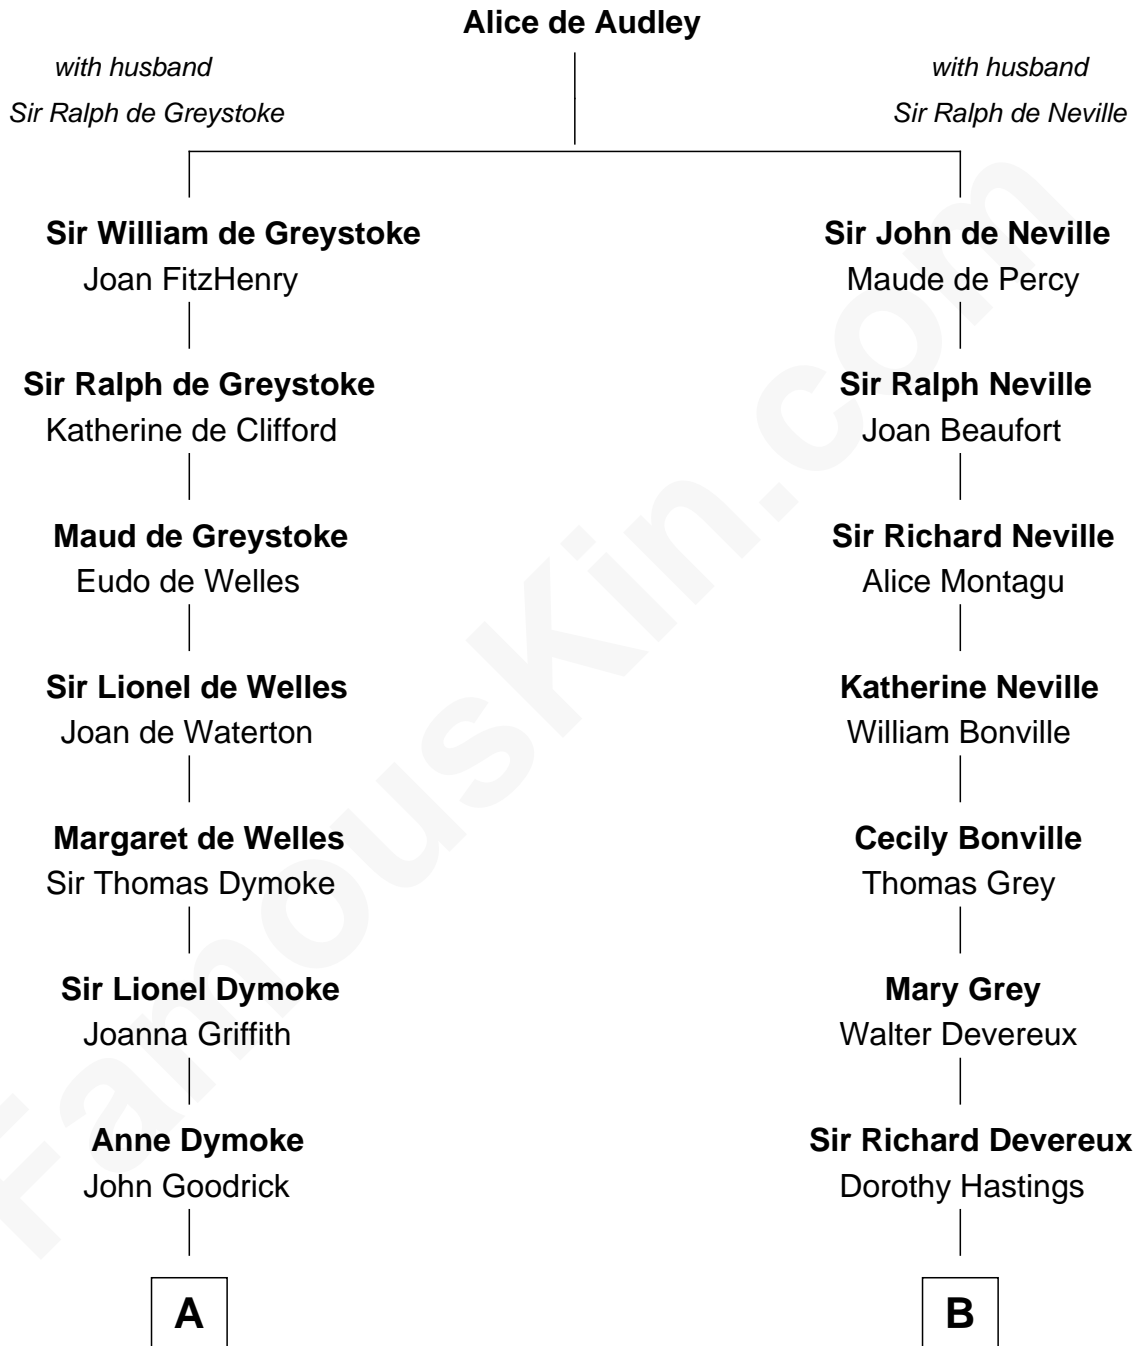 Alice de Audley
with husband
Sir Ralph de Greystoke
with husband
Sir Ralph de Neville
Sir William de Greystoke
Joan FitzHenry
Sir John de Neville
Maude de Percy
Sir Ralph de Greystoke
Katherine de Clifford
Sir Ralph Neville
Joan Beaufort
Maud de Greystoke
Eudo de Welles
Sir Richard Neville
Alice Montagu
Sir Lionel de Welles
Joan de Waterton
Katherine Neville
William Bonville
Margaret de Welles
Sir Thomas Dymoke
Cecily Bonville
Thomas Grey
Sir Lionel Dymoke
Joanna Griffith
Mary Grey
Walter Devereux
Anne Dymoke
John Goodrick
Sir Richard Devereux
Dorothy Hastings
A
B
FamousKin.com